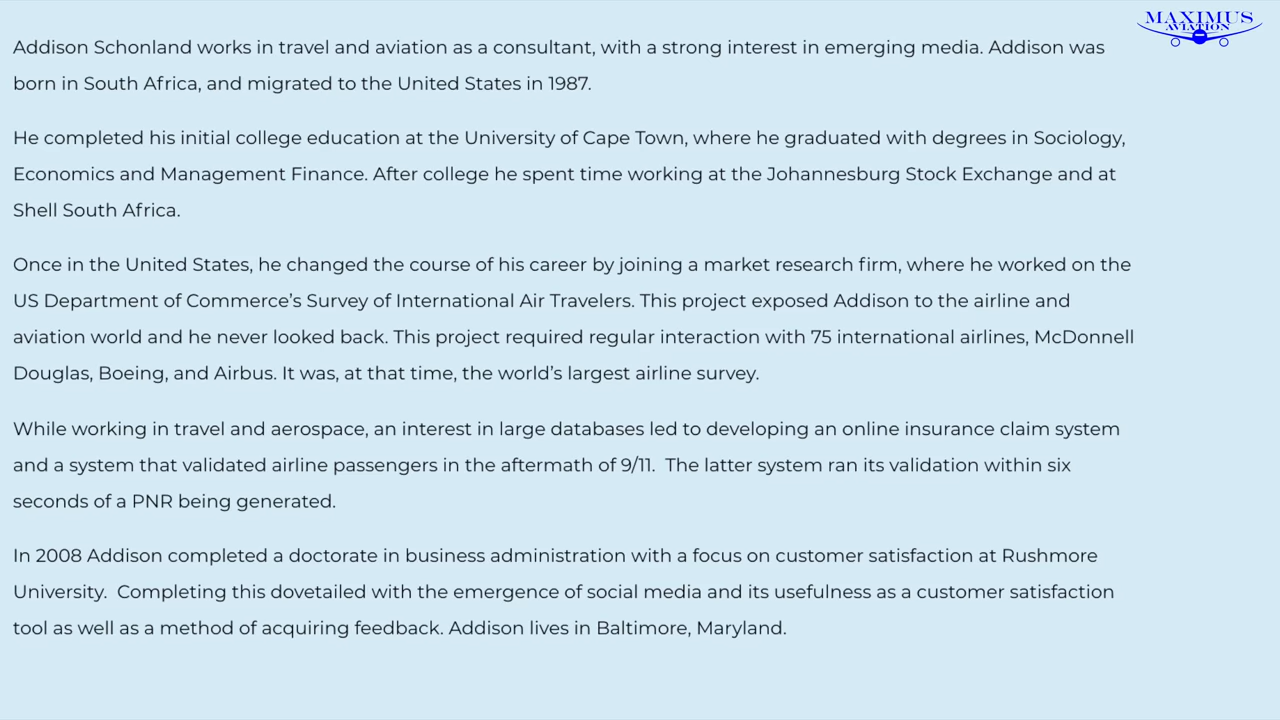 MAXIMUS
AVIATION
Addison Schonland works in travel and aviation as a consultant, with a strong interest in emerging media. Addison was
born in South Africa, and migrated to the United States in 1987.
He completed his initial college education at the University of Cape Town, where he graduated with degrees in Sociology,
Economics and Management Finance. After college he spent time working at the Johannesburg Stock Exchange and at
Shell South Africa.
Once in the United States, he changed the course of his career by joining a market research firm, where he worked on the
US Department of Commerce’s Survey of International Air Travelers. This project exposed Addison to the airline and
aviation world and he never looked back. This project required regular interaction with 75 international airlines, McDonnell
Douglas, Boeing, and Airbus. It was, at that time, the world’s largest airline survey.
While working in travel and aerospace, an interest in large databases led to developing an online insurance claim system
and a system that validated airline passengers in the aftermath of 9/11.  The latter system ran its validation within six
seconds of a PNR being generated.
In 2008 Addison completed a doctorate in business administration with a focus on customer satisfaction at Rushmore
University.  Completing this dovetailed with the emergence of social media and its usefulness as a customer satisfaction
tool as well as a method of acquiring feedback. Addison lives in Baltimore, Maryland.